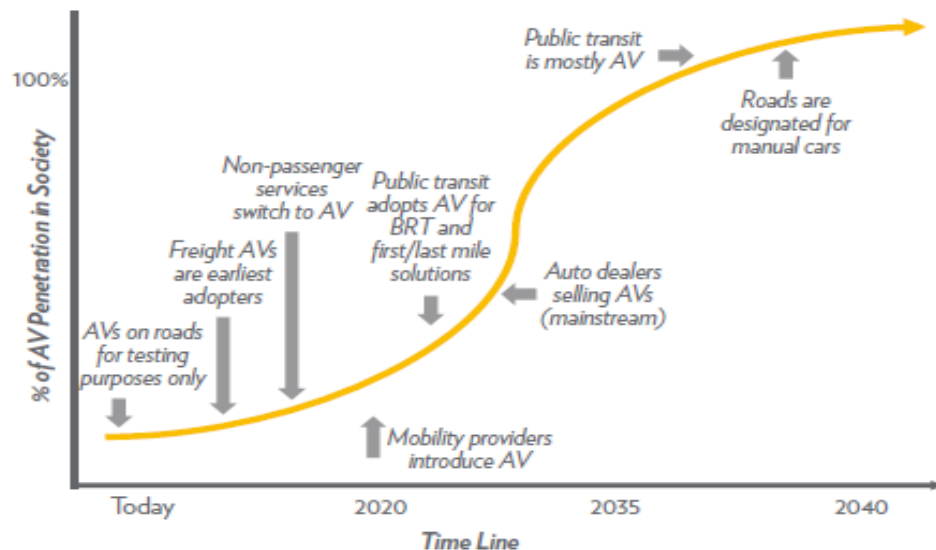 Public transit
is mostly AV
100%
Roads are
designated for
manual cars
Non-passenger
services
switch to AV
Public transit
adopts AV for
BRT and
first/last mile
solutions
Freight AVs
are earliest
adopters
Auto dealers
selling AVs
(mainstream)
AVs on roads
for testing
purposes only
% of AV Penetration in Society
Mobility providers
introduce AV
Today
2020
2035
2040
Time Line